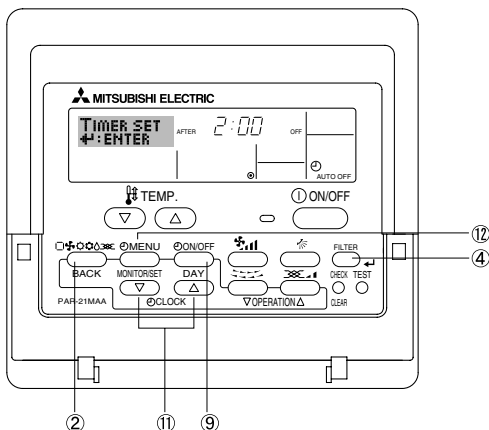 MITSUBISHI ELECTRIC
TIMER SET
↵:ENTER
AFTER 2:00 OFF
AUTO OFF
TEMP.
ON/OFF
▽ △
MENU ON/OFF FILTER
BACK MONITOR/SET DAY CHECK TEST
▽ △
PAR-21MAA CLOCK ▽OPERATION△ CLEAR
⑫
④
② ⑪ ⑨